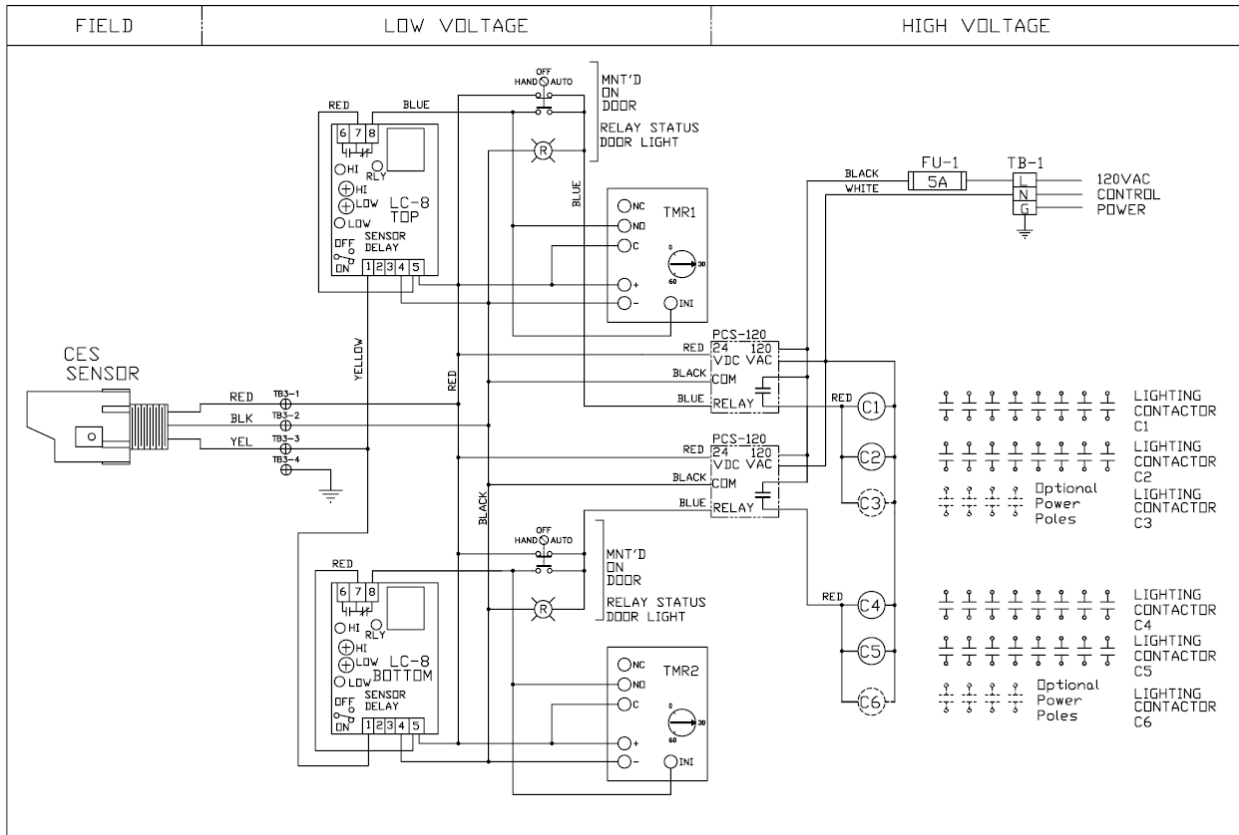 FIELD
LOW VOLTAGE
HIGH VOLTAGE
OFF
HAND AUTO
MNT'D
ON
DOOR
RELAY STATUS
DOOR LIGHT
R
RED
BLUE
6 7 8
HI
RLY
HI
LOW
LOW
LC-8
TOP
SENSOR
DELAY
OFF
ON
1 2 3 4 5
BLUE
NC
NO
C
+
-
INI
TMR1
0
30
60
FU-1
5A
TB-1
BLACK
WHITE
L
N
G
120VAC
CONTROL
POWER
YELLOW
RED
CES
SENSOR
RED
BLK
YEL
TB3-1
TB3-2
TB3-3
TB3-4
BLACK
PCS-120
RED
24 120
VDC VAC
BLACK
COM
BLUE
RELAY
RED
C1
LIGHTING
CONTACTOR
C1
PCS-120
RED
24 120
VDC VAC
BLACK
COM
BLUE
RELAY
C2
LIGHTING
CONTACTOR
C2
C3
Optional
Power
Poles
LIGHTING
CONTACTOR
C3
OFF
HAND AUTO
MNT'D
ON
DOOR
RELAY STATUS
DOOR LIGHT
R
RED
6 7 8
HI
RLY
HI
LOW
LOW
LC-8
BOTTOM
SENSOR
DELAY
OFF
ON
1 2 3 4 5
NC
NO
C
+
-
INI
TMR2
0
30
60
RED
C4
LIGHTING
CONTACTOR
C4
C5
LIGHTING
CONTACTOR
C5
C6
Optional
Power
Poles
LIGHTING
CONTACTOR
C6